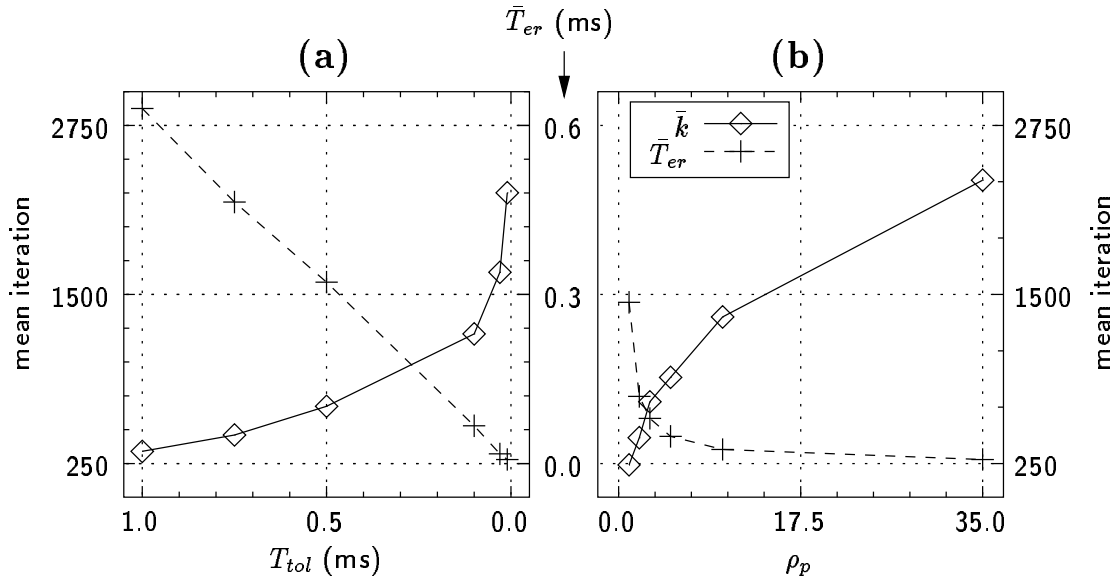 T̄er (ms)
(a)
(b)
2750
1500
250
mean iteration
1.0
0.5
0.0
Ttol (ms)
0.6
0.3
0.0
k̄
T̄er
2750
1500
250
mean iteration
0.0
17.5
35.0
ρp